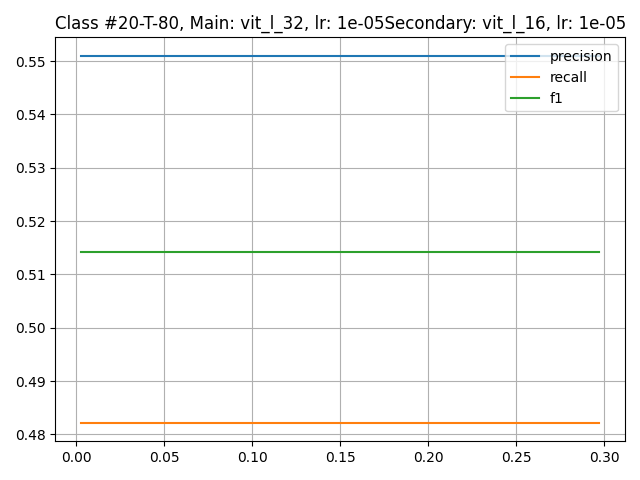 Class #20-T-80, Main: vit_l_32, lr: 1e-05Secondary: vit_l_16, lr: 1e-05
precision
recall
f1
0.55
0.54
0.53
0.52
0.51
0.50
0.49
0.48
0.00 0.05 0.10 0.15 0.20 0.25 0.30